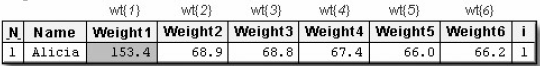 wt{1} wt{2} wt{3} wt{4} wt{5} wt{6}
_N_ Name Weight1 Weight2 Weight3 Weight4 Weight5 Weight6 i
1 Alicia 153.4 68.9 68.8 67.4 66.0 66.2 1